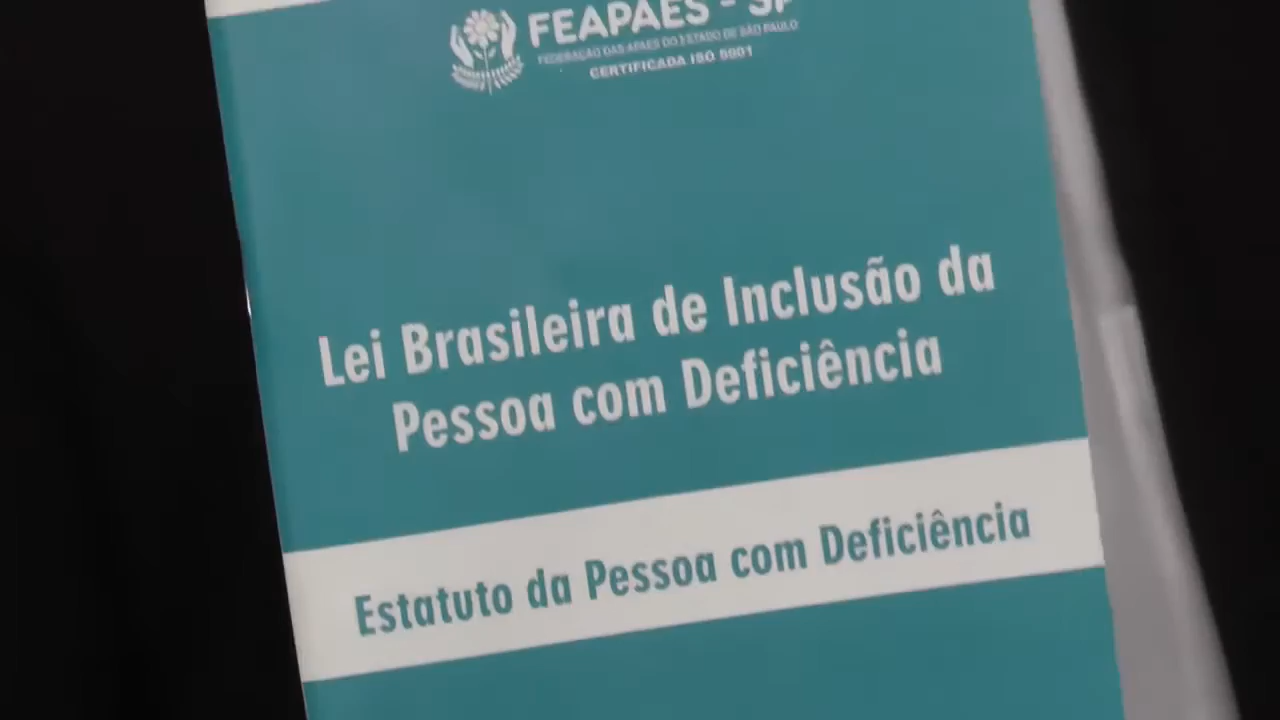 FEAPAES - SP
FEDERAÇÃO DAS APAES DO ESTADO DE SÃO PAULO
CERTIFICADA ISO 9001
Lei Brasileira de Inclusão da
Pessoa com Deficiência
Estatuto da Pessoa com Deficiência